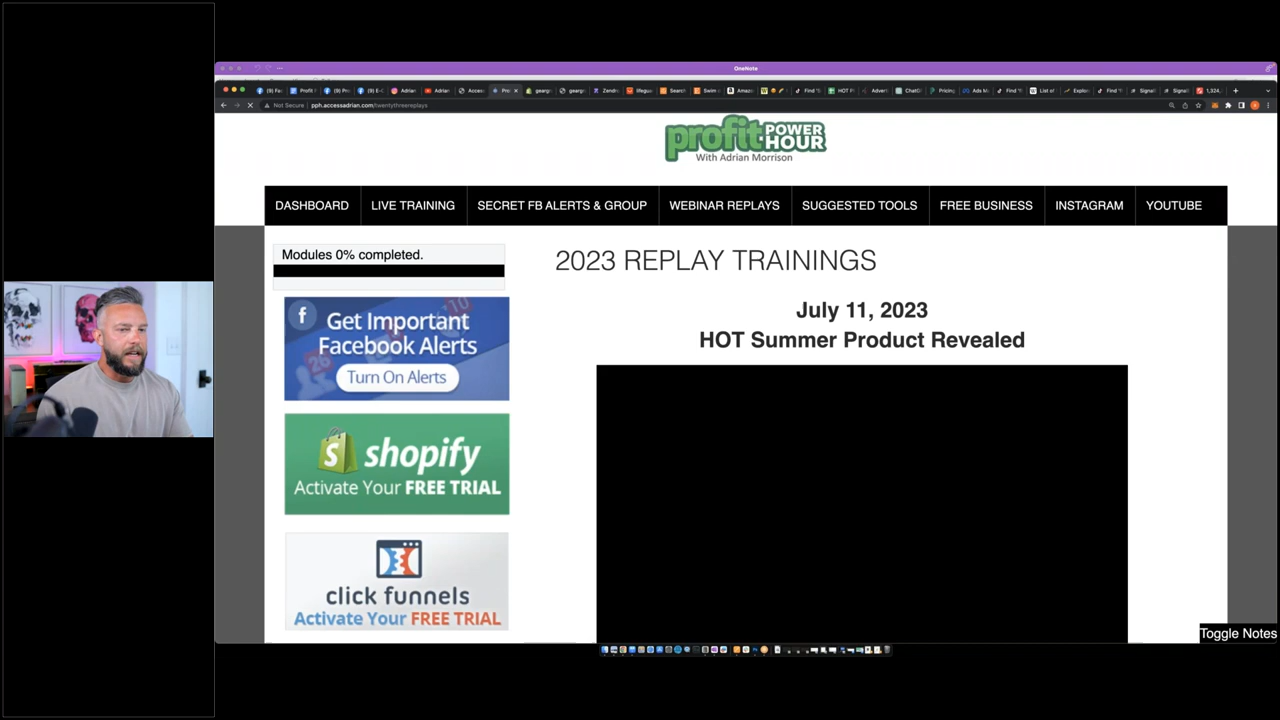 OneNote
Not Secure
pph.accessadrian.com/twentythreereplays
profit POWER HOUR
With Adrian Morrison
DASHBOARD LIVE TRAINING SECRET FB ALERTS & GROUP WEBINAR REPLAYS SUGGESTED TOOLS FREE BUSINESS INSTAGRAM YOUTUBE
Modules 0% completed.
2023 REPLAY TRAININGS
July 11, 2023
HOT Summer Product Revealed
Get Important
Facebook Alerts
Turn On Alerts
shopify
Activate Your FREE TRIAL
click funnels
Activate Your FREE TRIAL
Toggle Notes